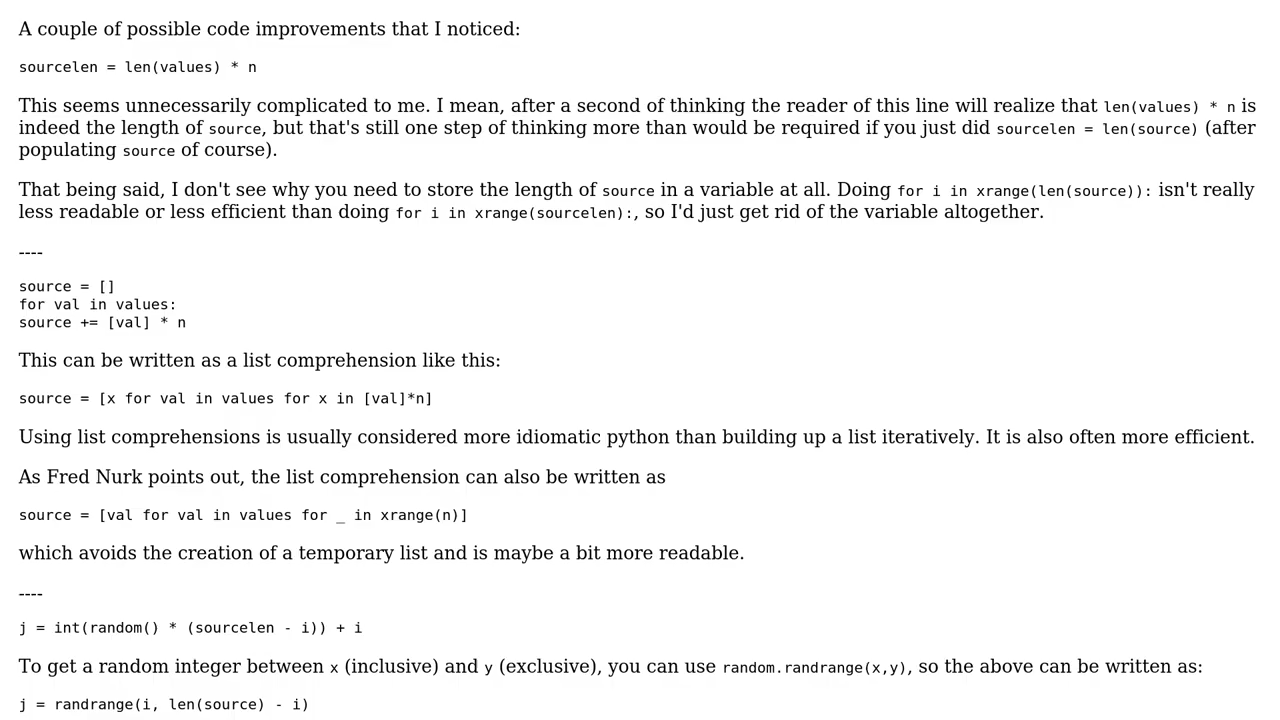 A couple of possible code improvements that I noticed:
sourcelen = len(values) * n
This seems unnecessarily complicated to me. I mean, after a second of thinking the reader of this line will realize that len(values) * n is
indeed the length of source, but that's still one step of thinking more than would be required if you just did sourcelen = len(source) (after
populating source of course).
That being said, I don't see why you need to store the length of source in a variable at all. Doing for i in xrange(len(source)): isn't really
less readable or less efficient than doing for i in xrange(sourcelen):, so I'd just get rid of the variable altogether.
----
source = []
for val in values:
source += [val] * n
This can be written as a list comprehension like this:
source = [x for val in values for x in [val]*n]
Using list comprehensions is usually considered more idiomatic python than building up a list iteratively. It is also often more efficient.
As Fred Nurk points out, the list comprehension can also be written as
source = [val for val in values for _ in xrange(n)]
which avoids the creation of a temporary list and is maybe a bit more readable.
----
j = int(random() * (sourcelen - i)) + i
To get a random integer between x (inclusive) and y (exclusive), you can use random.randrange(x,y), so the above can be written as:
j = randrange(i, len(source) - i)